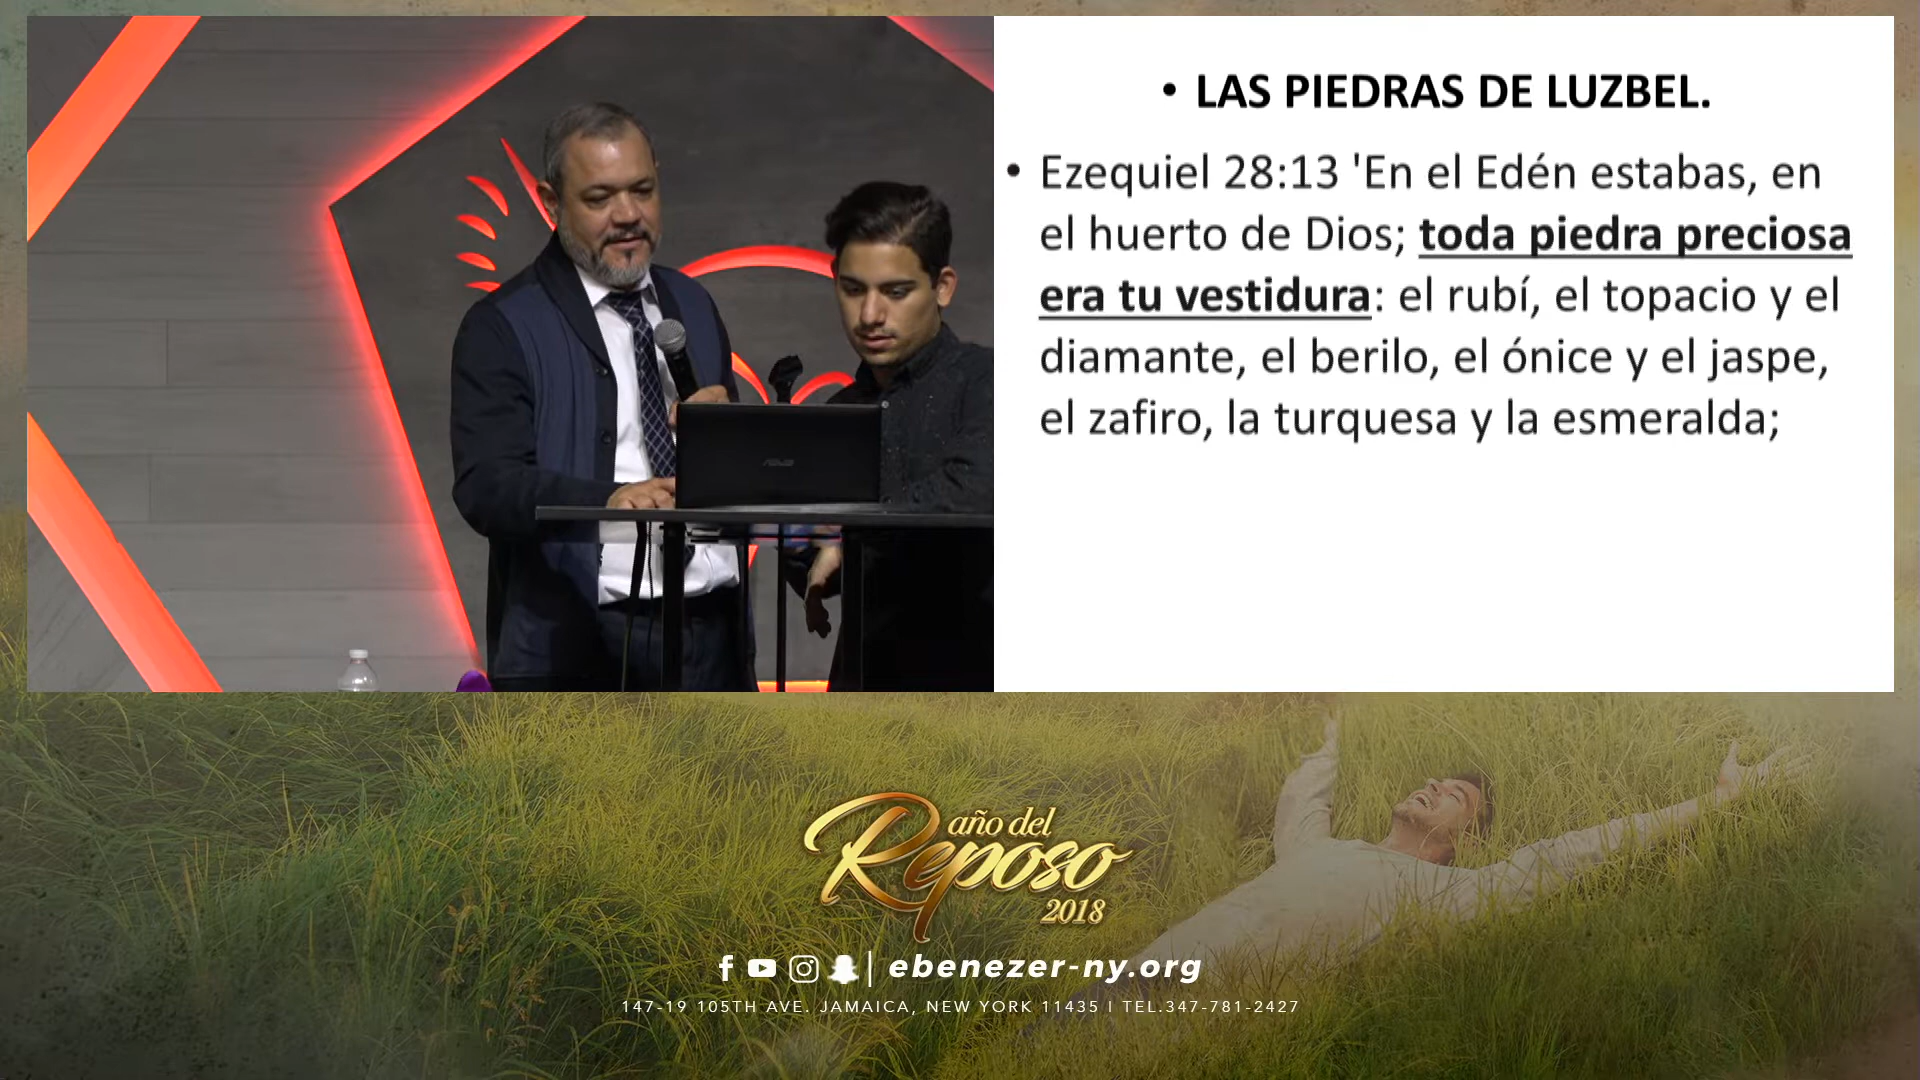 • LAS PIEDRAS DE LUZBEL.
• Ezequiel 28:13 'En el Edén estabas, en
el huerto de Dios; toda piedra preciosa
era tu vestidura: el rubí, el topacio y el
diamante, el berilo, el ónice y el jaspe,
el zafiro, la turquesa y la esmeralda;
ASUS
año del
Reposo
2018
ebenezer-ny.org
147-19 105TH AVE. JAMAICA, NEW YORK 11435 | TEL.347-781-2427